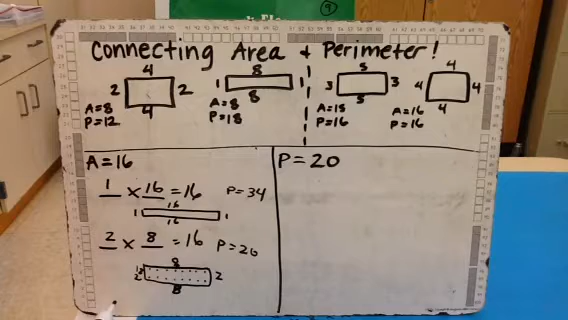 Connecting Area + Perimeter!
4
2 2
4
A=8
P=12
8
1 1
8
A=8
P=18
5
3 3
5
A=15
P=16
4
4 4
4
A=16
P=16
A=16
1 x 16 = 16 P=34
16
1 1
16
2 x 8 = 16 P=20
8
2
8
P=20